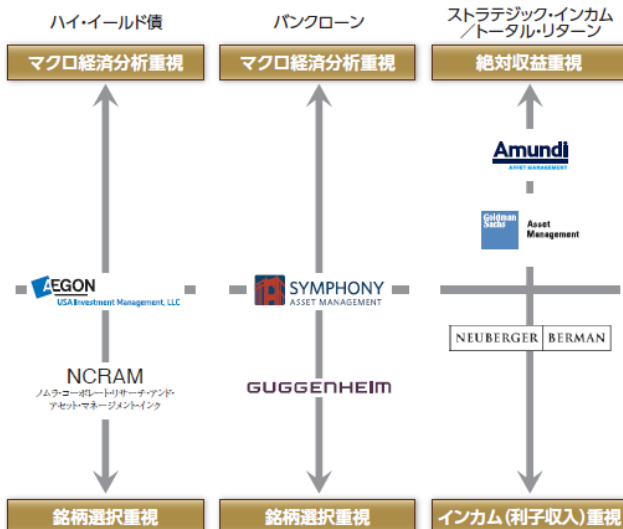 ハイ・イールド債
マクロ経済分析重視
AEGON
USA Investment Management, LLC
NCRAM
ノムラ・コーポレート・リサーチ・アンド・
アセット・マネージメント・インク
銘柄選択重視
バンクローン
マクロ経済分析重視
SYMPHONY
ASSET MANAGEMENT
GUGGENHEIM
銘柄選択重視
ストラテジック・インカム
／トータル・リターン
絶対収益重視
Amundi
ASSET MANAGEMENT
Goldman
Sachs
Asset
Management
NEUBERGER BERMAN
インカム（利子収入）重視